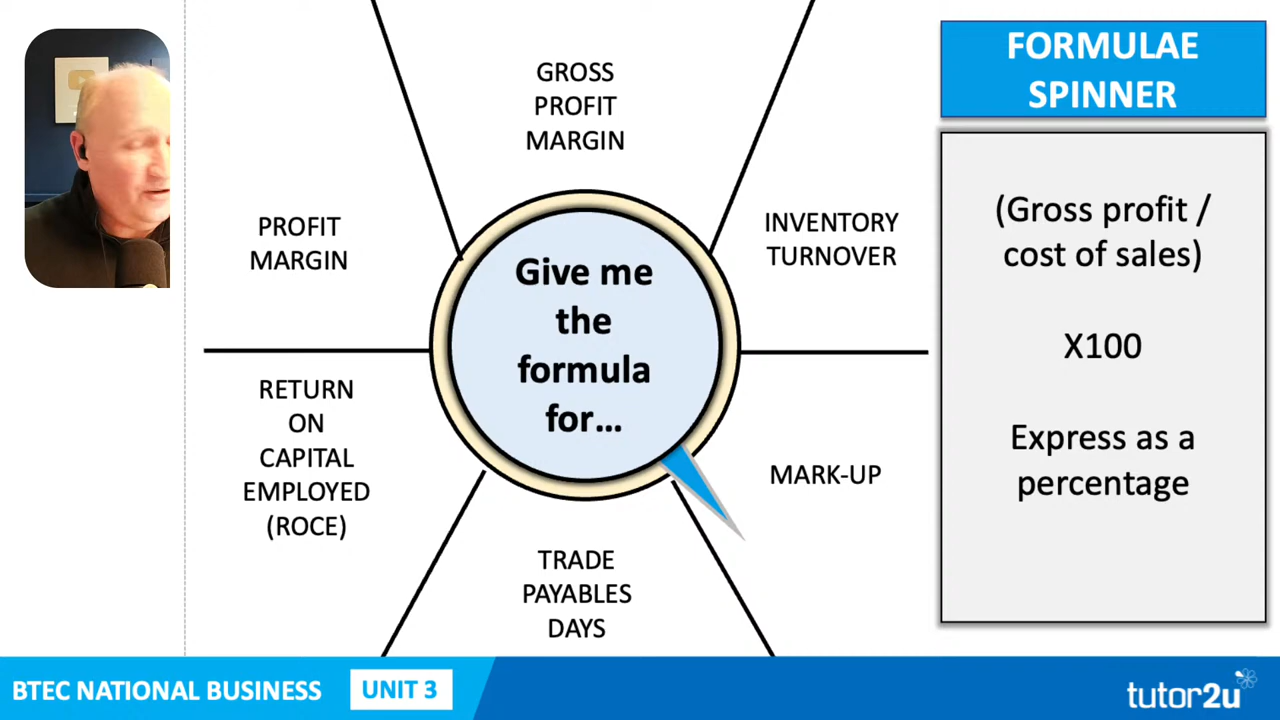 GROSS
PROFIT
MARGIN
FORMULAE
SPINNER
PROFIT
MARGIN
INVENTORY
TURNOVER
Give me
the
formula
for...
RETURN
ON
CAPITAL
EMPLOYED
(ROCE)
MARK-UP
TRADE
PAYABLES
DAYS
(Gross profit /
cost of sales)
X100
Express as a
percentage
BTEC NATIONAL BUSINESS
UNIT 3
tutor2u